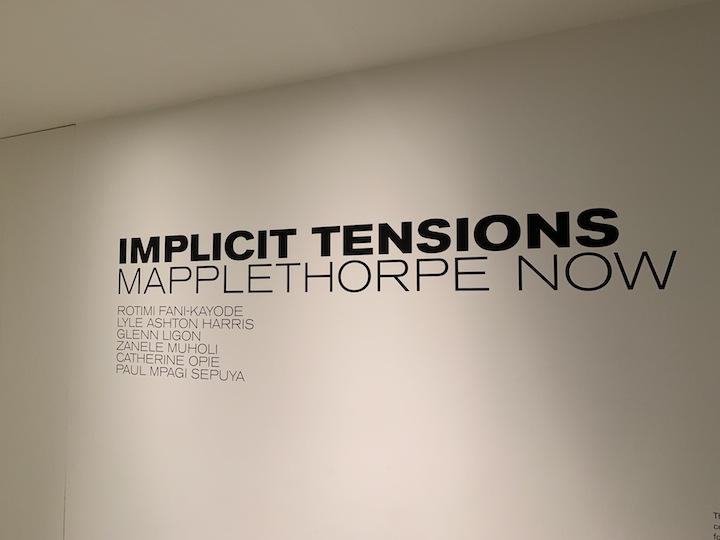 IMPLICIT TENSIONS
MAPPLETHORPE NOW
ROTIMI FANI-KAYODE
LYLE ASHTON HARRIS
GLENN LIGON
ZANELE MUHOLI
CATHERINE OPIE
PAUL MPAGI SEPUYA